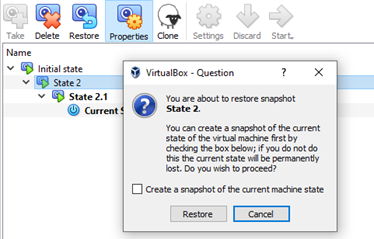 Take Delete Restore Properties Clone Settings Discard Start..
Name
Initial state
State 2
State 2.1
Current S
VirtualBox - Question
You are about to restore snapshot
State 2.
You can create a snapshot of the current
state of the virtual machine first by
checking the box below; if you do not do
this the current state will be permanently
lost. Do you wish to proceed?
Create a snapshot of the current machine state
Restore Cancel